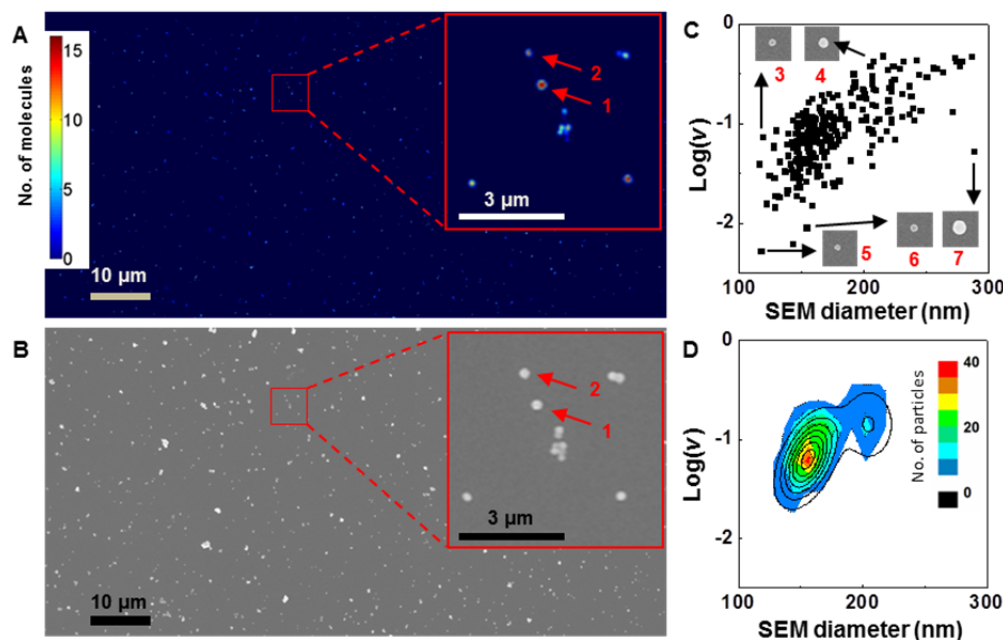 A
No. of molecules
15
10
5
0
10 µm
2
1
3 µm
B
10 µm
2
1
3 µm
C
Log(v)
0
-1
-2
3
4
5
6
7
100
200
300
SEM diameter (nm)
D
Log(v)
0
-1
-2
No. of particles
40
20
0
100
200
300
SEM diameter (nm)